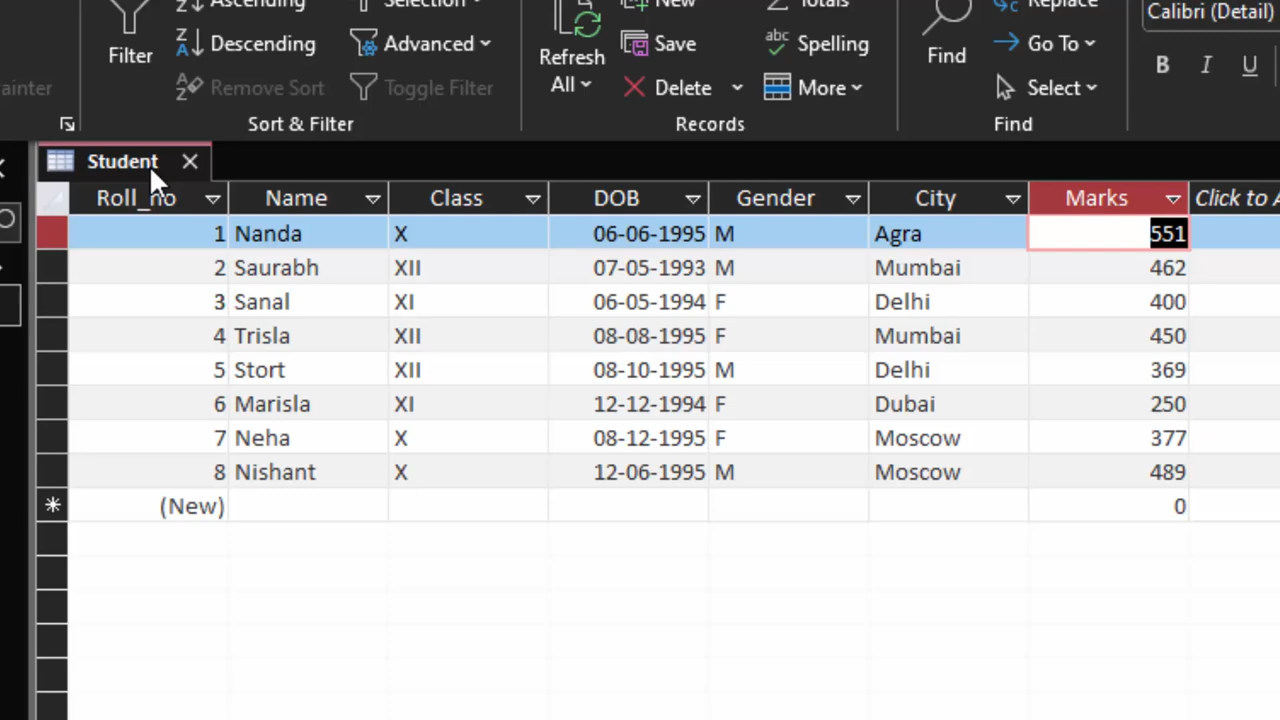 Ascending
Selection
New
Totals
Replace
Calibri (Detail)
Filter
Descending
Advanced
Refresh
All
Save
Spelling
Find
Go To
ainter
Remove Sort
Toggle Filter
Delete
More
Select
B I U
Sort & Filter
Records
Find
Student
Roll_no Name Class DOB Gender City Marks Click to A
1 Nanda X 06-06-1995 M Agra 551
2 Saurabh XII 07-05-1993 M Mumbai 462
3 Sanal XI 06-05-1994 F Delhi 400
4 Trisla XII 08-08-1995 F Mumbai 450
5 Stort XII 08-10-1995 M Delhi 369
6 Marisla XI 12-12-1994 F Dubai 250
7 Neha X 08-12-1995 F Moscow 377
8 Nishant X 12-06-1995 M Moscow 489
(New) 0